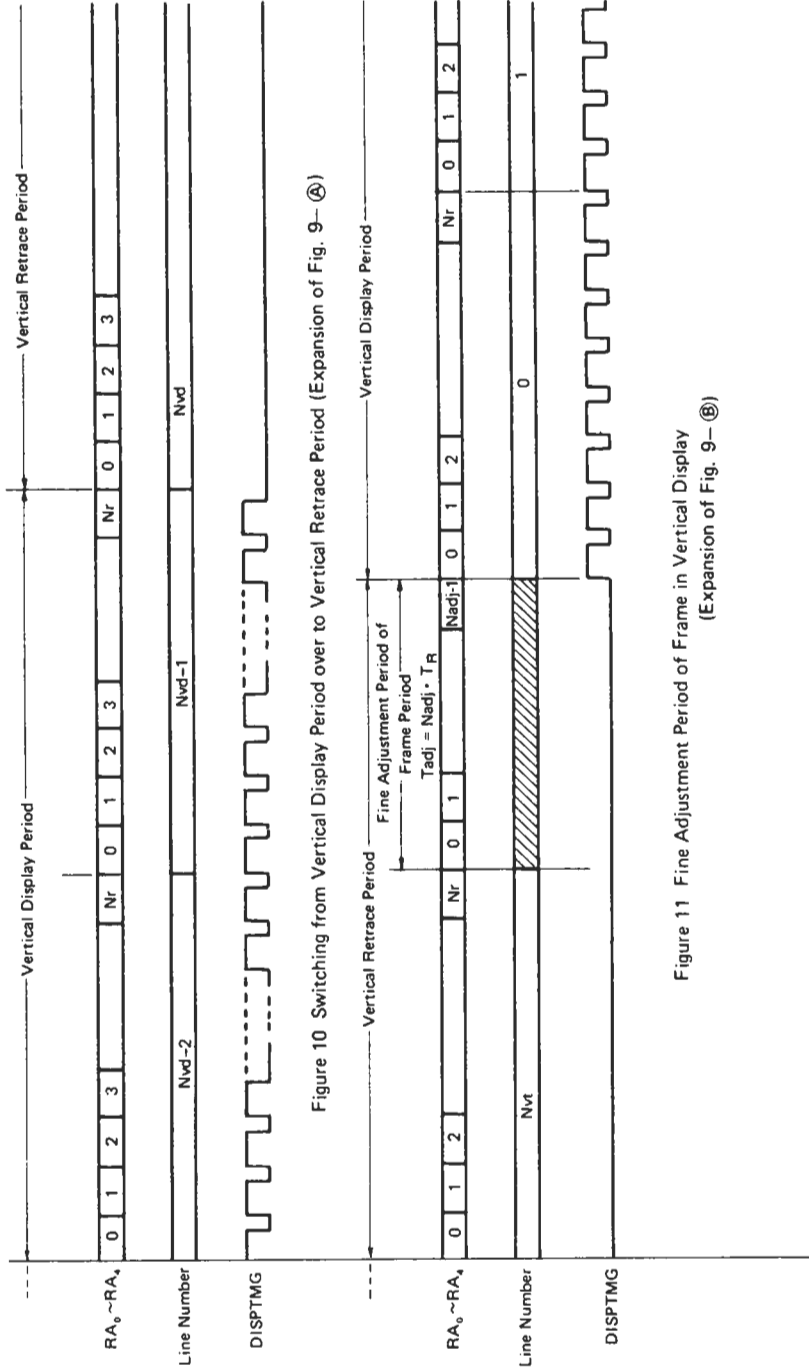 Vertical Display Period
Vertical Retrace Period
RA₀ ~RA₄
0 1 2 3 Nr 0 1 2 3 Nr 0 1 2 3
Line Number
Nvd-2 Nvd-1 Nvd
DISPTMG
Figure 10 Switching from Vertical Display Period over to Vertical Retrace Period (Expansion of Fig. 9– Ⓐ)
Vertical Retrace Period
Vertical Display Period
Fine Adjustment Period of
Frame Period
Tadj = Nadj · T_R
RA₀ ~RA₄
0 1 2 Nr 0 1 Nadj-1 0 1 2 Nr 0 1 2
Line Number
Nvt 0 1
DISPTMG
Figure 11 Fine Adjustment Period of Frame in Vertical Display
(Expansion of Fig. 9– Ⓑ)